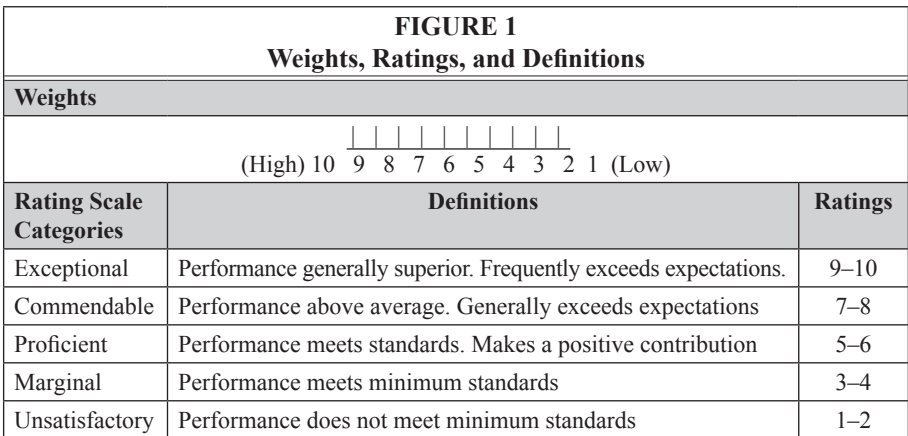 FIGURE 1
Weights, Ratings, and Definitions
Weights
(High) 10 9 8 7 6 5 4 3 2 1 (Low)
Rating Scale Categories Definitions Ratings
Exceptional Performance generally superior. Frequently exceeds expectations. 9–10
Commendable Performance above average. Generally exceeds expectations 7–8
Proficient Performance meets standards. Makes a positive contribution 5–6
Marginal Performance meets minimum standards 3–4
Unsatisfactory Performance does not meet minimum standards 1–2